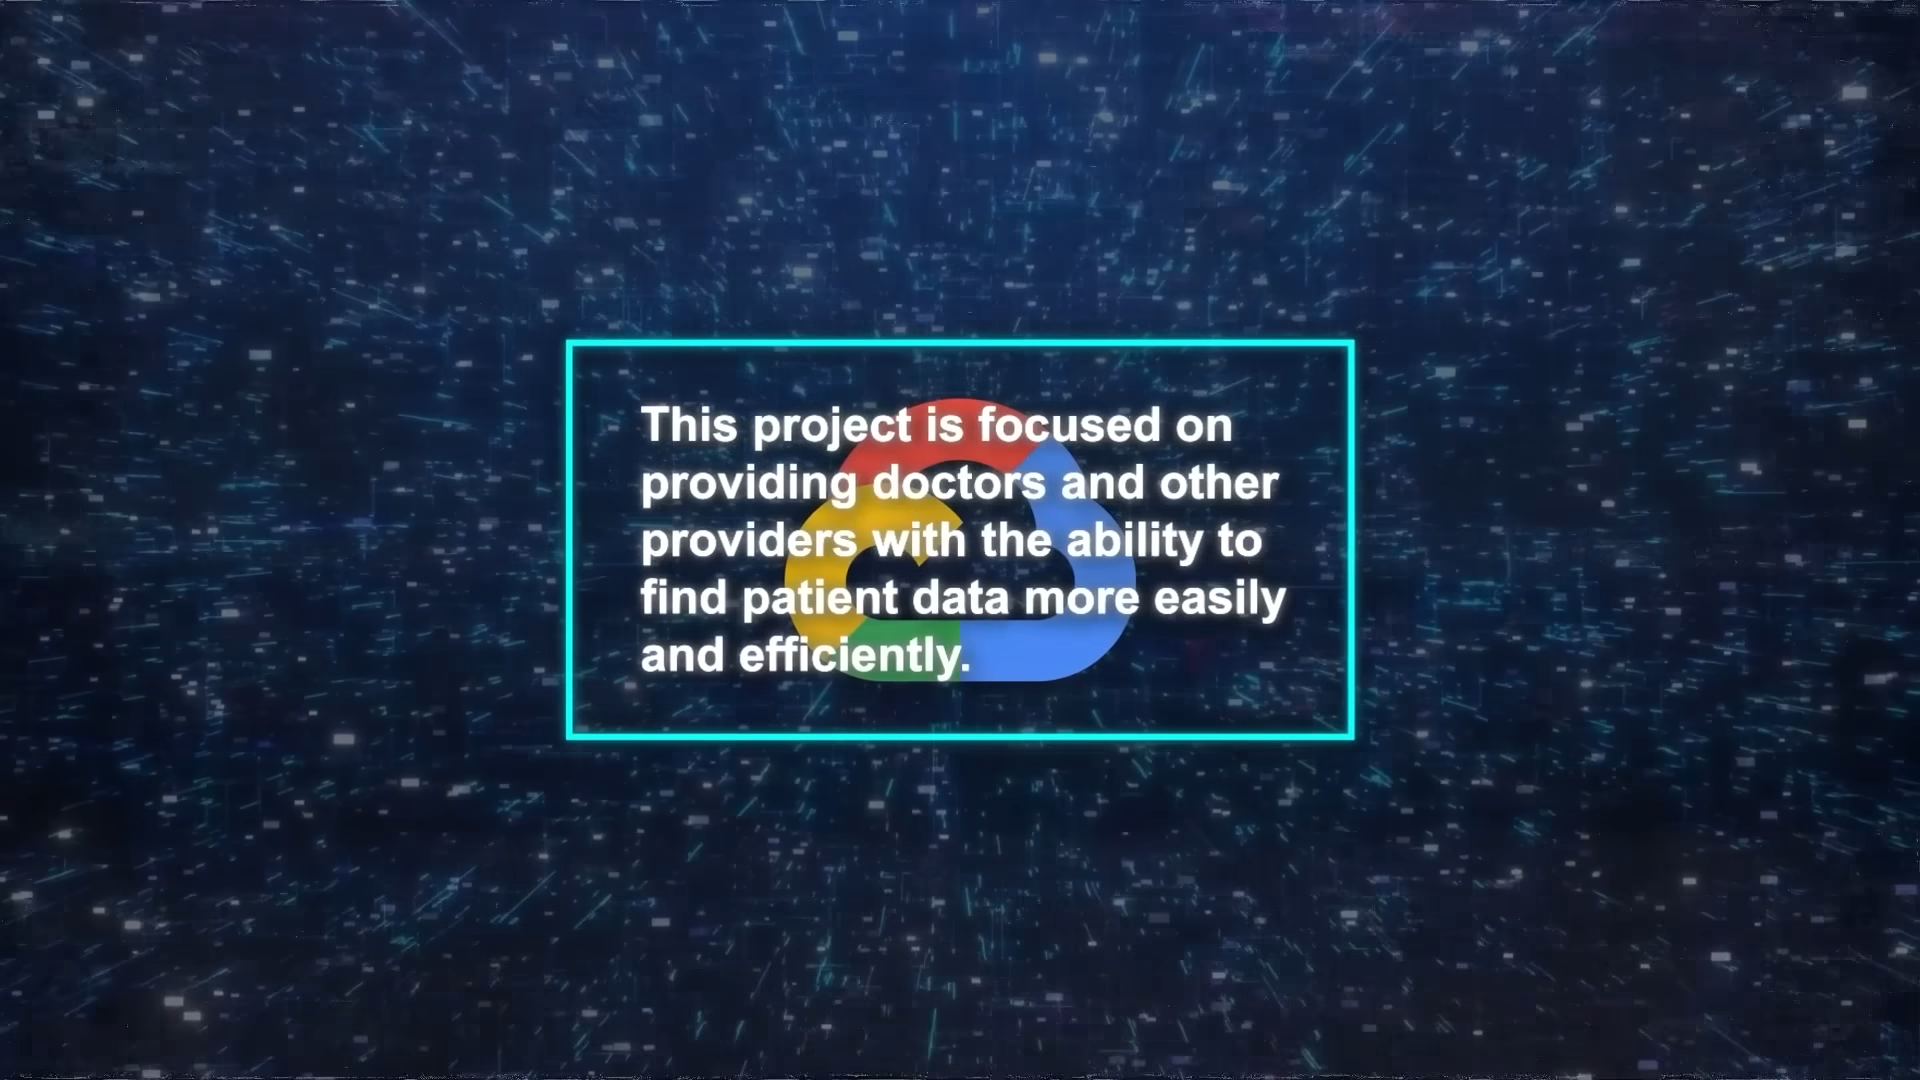 This project is focused on
providing doctors and other
providers with the ability to
find patient data more easily
and efficiently.